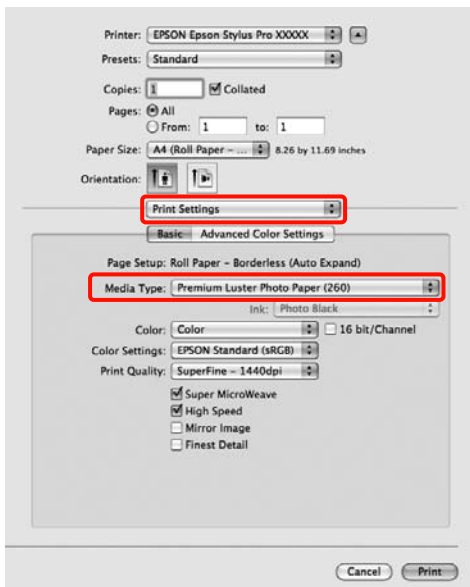 Printer: EPSON Epson Stylus Pro XXXXX
Presets: Standard
Copies: 1 Collated
Pages: All
From: 1 to: 1
Paper Size: A4 (Roll Paper - ... 8.26 by 11.69 inches
Orientation:
Print Settings
Basic Advanced Color Settings
Page Setup: Roll Paper - Borderless (Auto Expand)
Media Type: Premium Luster Photo Paper (260)
Ink: Photo Black
Color: Color 16 bit/Channel
Color Settings: EPSON Standard (sRGB)
Print Quality: SuperFine - 1440dpi
Super MicroWeave
High Speed
Mirror Image
Finest Detail
Cancel Print